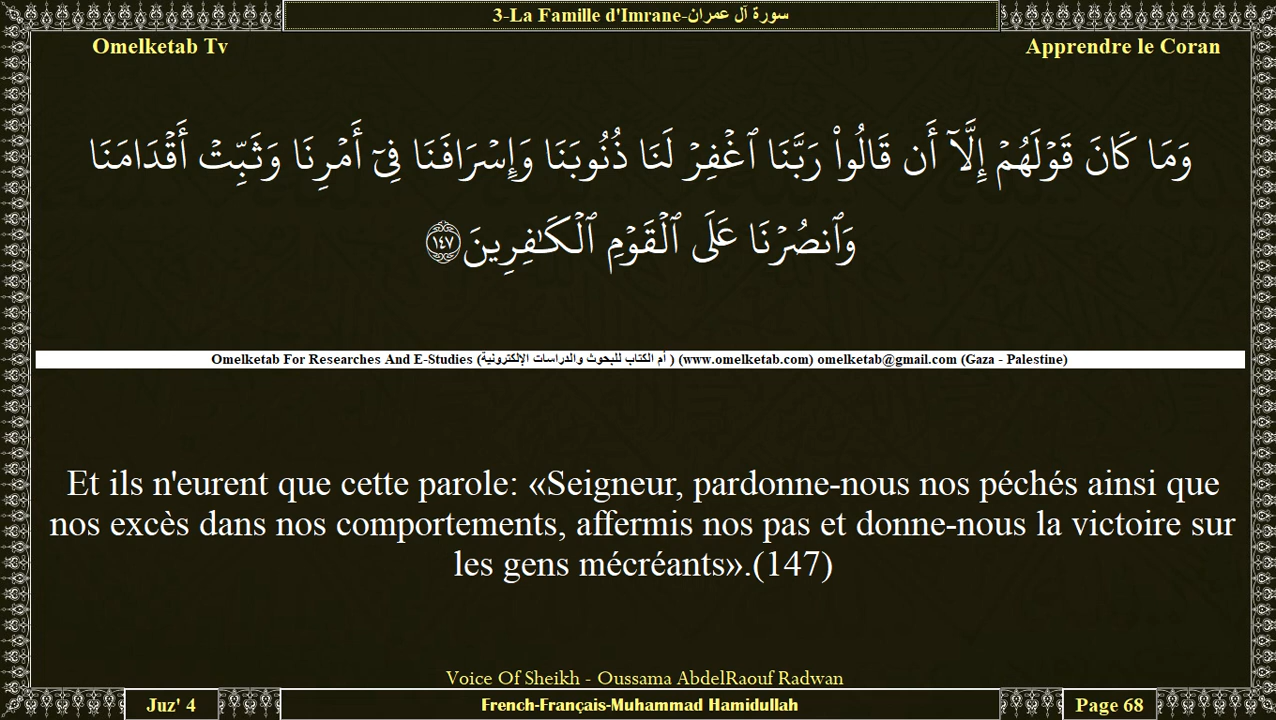 3-La Famille d'Imrane-سورة آل عمران
Omelketab Tv
Apprendre le Coran
وَمَا كَانَ قَوۡلَهُمۡ إِلَّآ أَن قَالُواْ رَبَّنَا ٱغۡفِرۡ لَنَا ذُنُوبَنَا وَإِسۡرَافَنَا فِيٓ أَمۡرِنَا وَثَبِّتۡ أَقۡدَامَنَا
وَٱنصُرۡنَا عَلَى ٱلۡقَوۡمِ ٱلۡكَٰفِرِينَ ١٤٧
Omelketab For Researches And E-Studies (أم الكتاب للبحوث والدراسات الإلكترونية ) (www.omelketab.com) omelketab@gmail.com (Gaza - Palestine)
Et ils n'eurent que cette parole: «Seigneur, pardonne-nous nos péchés ainsi que
nos excès dans nos comportements, affermis nos pas et donne-nous la victoire sur
les gens mécréants».(147)
Voice Of Sheikh - Oussama AbdelRaouf Radwan
Juz' 4
French-Français-Muhammad Hamidullah
Page 68